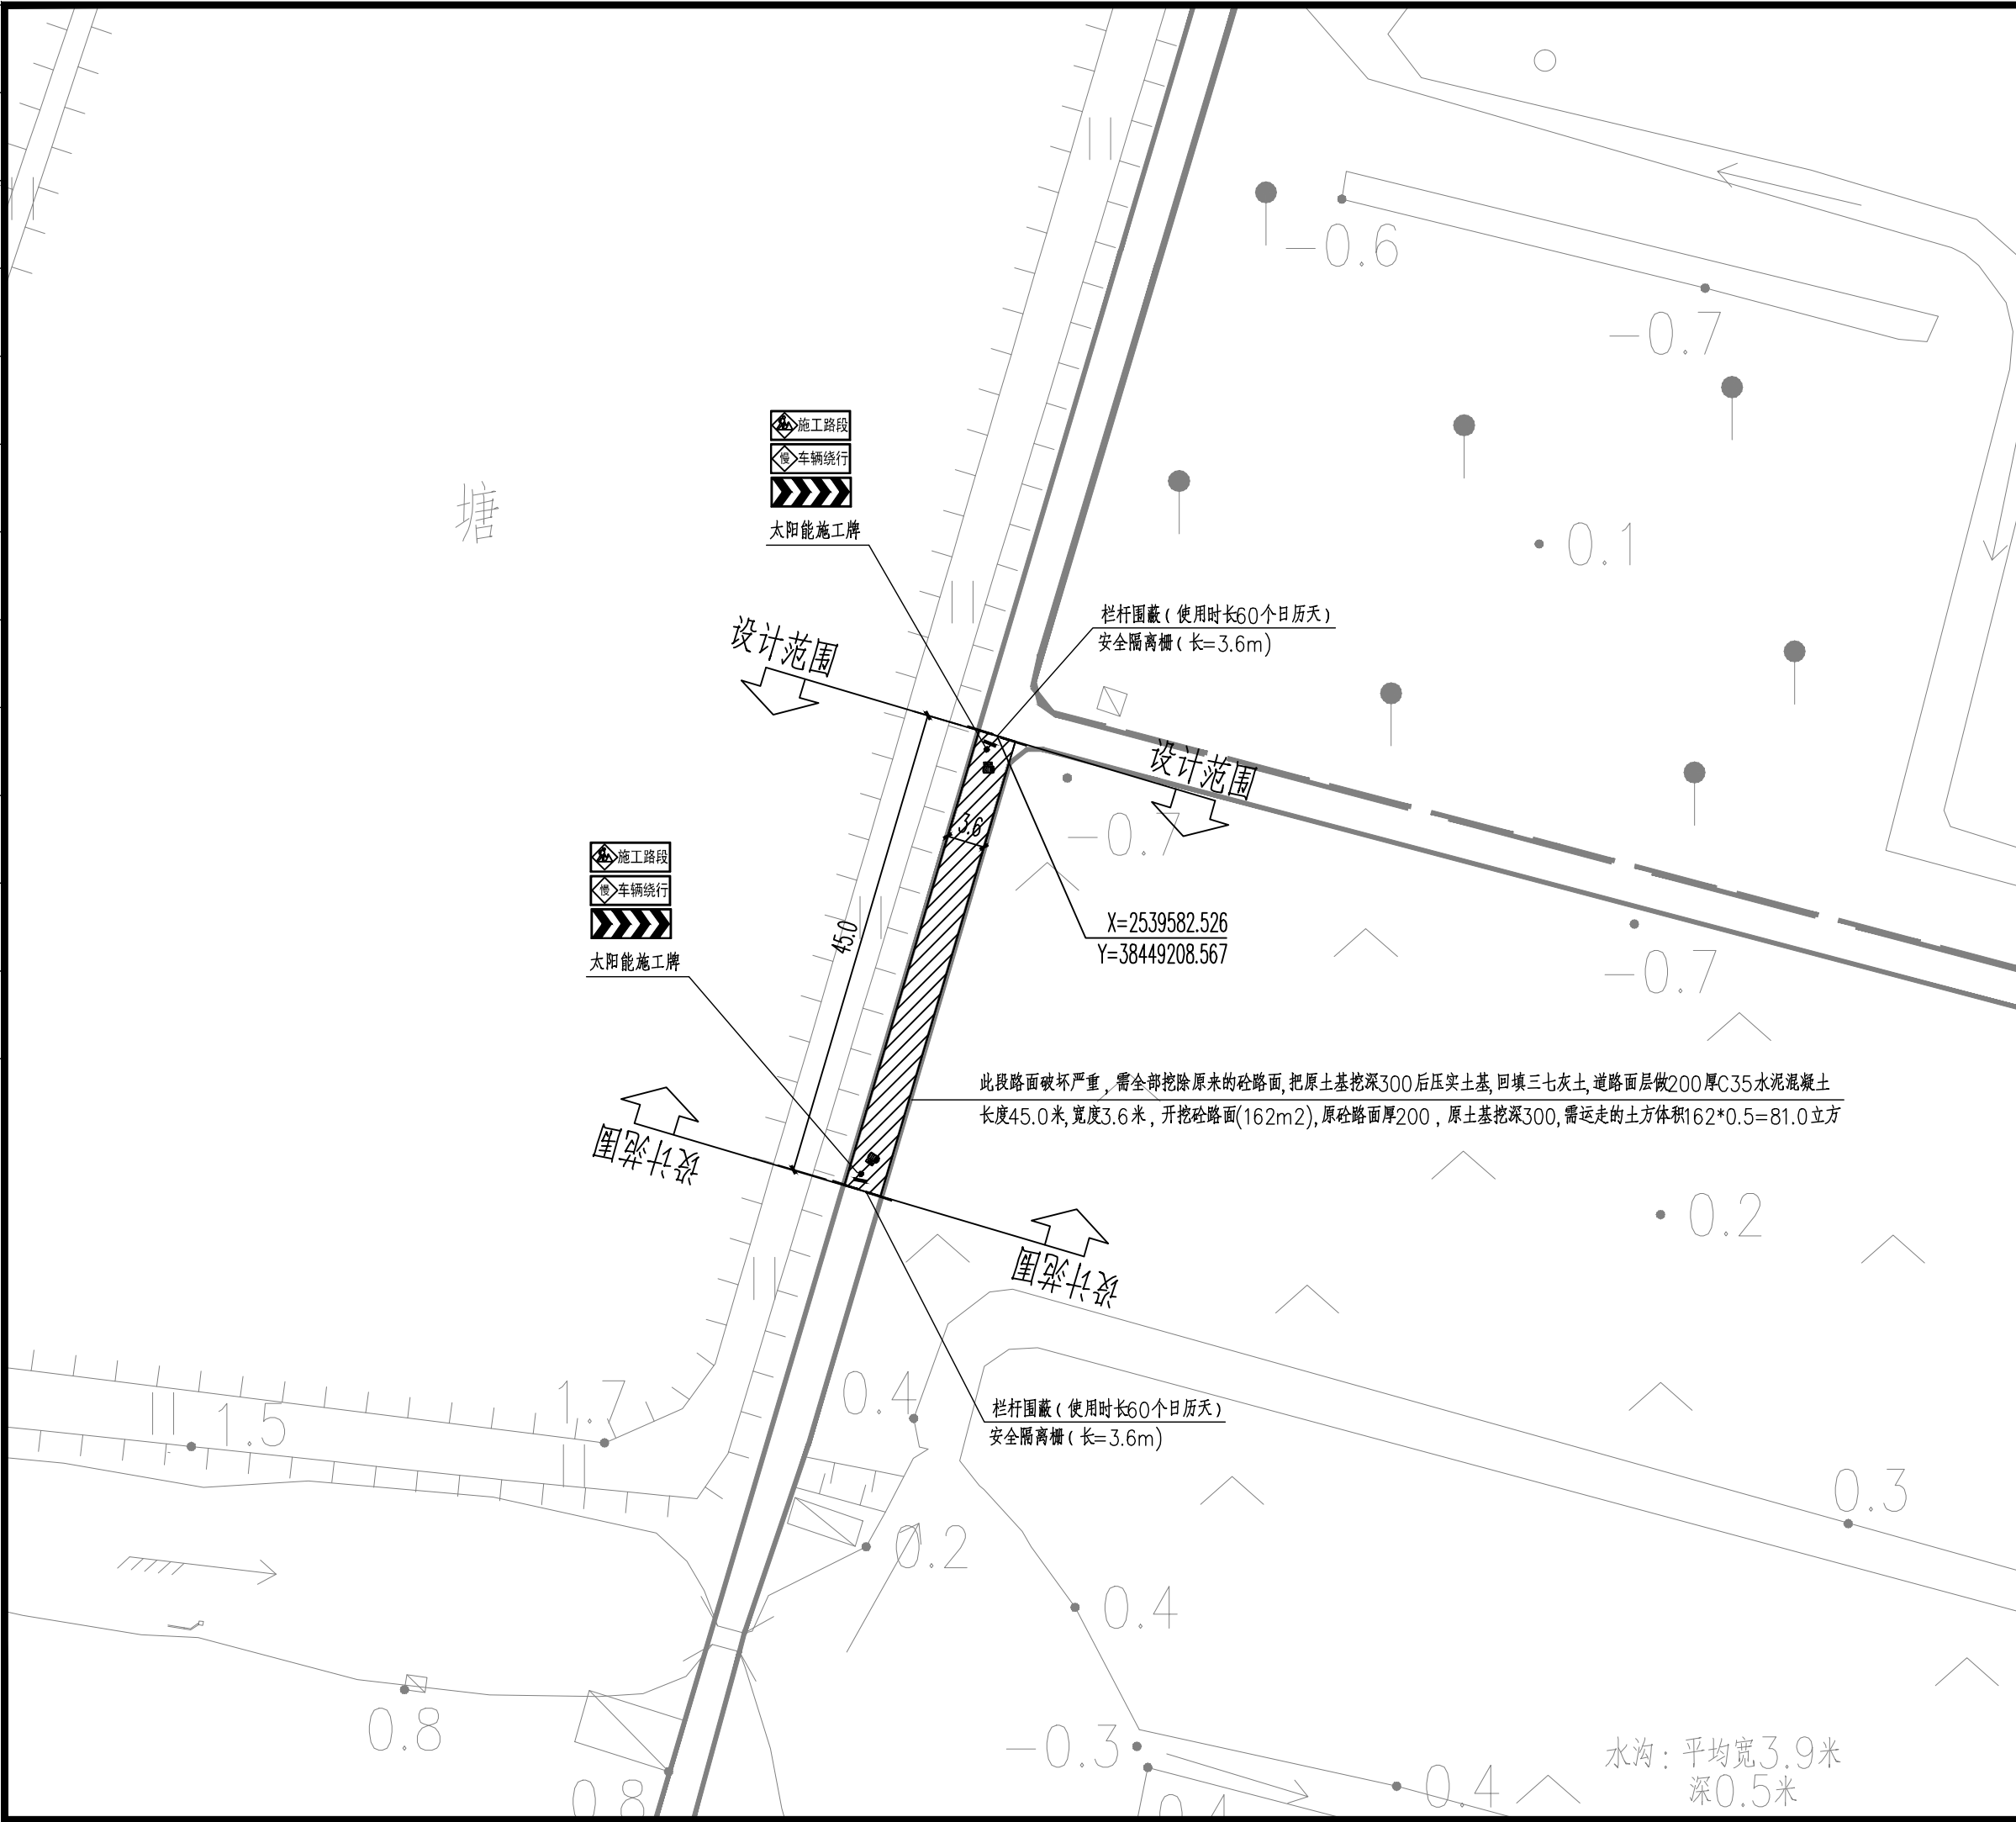 -0.6
-0.7
施工路段
慢 车辆绕行
太阳能施工牌
塘
0.1
栏杆围蔽(使用时长60个日历天)
安全隔离栅(长=3.6m)
设计范围
设计范围
3.6
-0.7
施工路段
慢 车辆绕行
太阳能施工牌
45.0
X=2539582.526
Y=38449208.567
-0.7
此段路面破坏严重,需全部挖除原来的砼路面,把原土基挖深300后压实土基,回填三七灰土,道路面层做200厚C35水泥混凝土
长度45.0米,宽度3.6米,开挖砼路面(162m2),原砼路面厚200,原土基挖深300,需运走的土方体积162*0.5=81.0立方
设计范围
0.2
设计范围
1.7
0.4
1.5
栏杆围蔽(使用时长60个日历天)
安全隔离栅(长=3.6m)
0.3
0.2
0.4
0.8
-0.3
水沟:平均宽3.9米
深0.5米
0.4
0.8